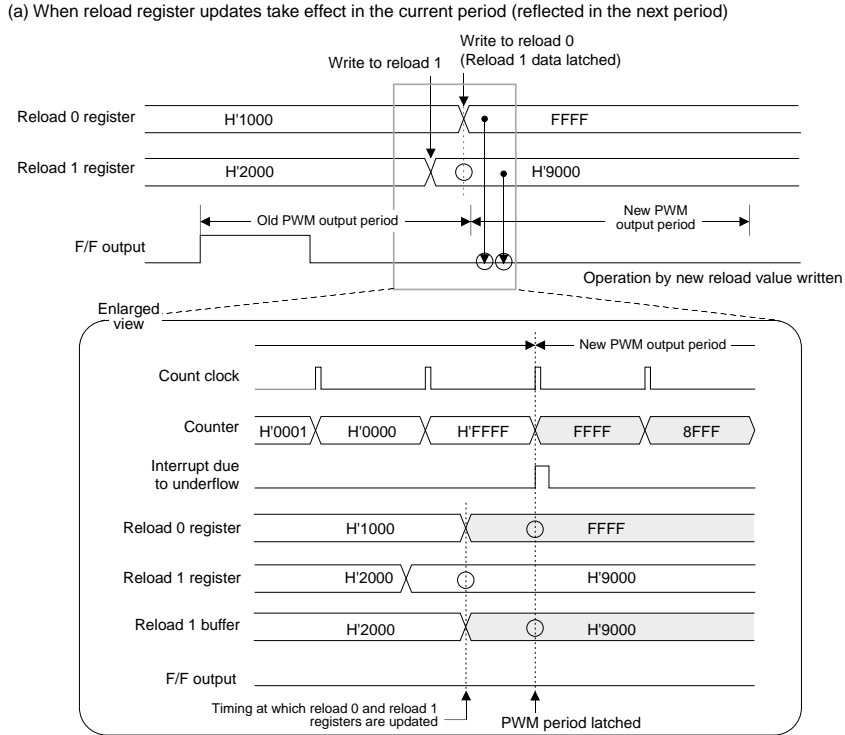 (a) When reload register updates take effect in the current period (reflected in the next period)
Write to reload 0
(Reload 1 data latched)
Write to reload 1
Reload 0 register
H'1000
FFFF
Reload 1 register
H'2000
H'9000
Old PWM output period
New PWM
output period
F/F output
Operation by new reload value written
Enlarged
view
New PWM output period
Count clock
Counter
H'0001
H'0000
H'FFFF
FFFF
8FFF
Interrupt due
to underflow
Reload 0 register
H'1000
FFFF
Reload 1 register
H'2000
H'9000
Reload 1 buffer
H'2000
H'9000
F/F output
Timing at which reload 0 and reload 1
registers are updated
PWM period latched